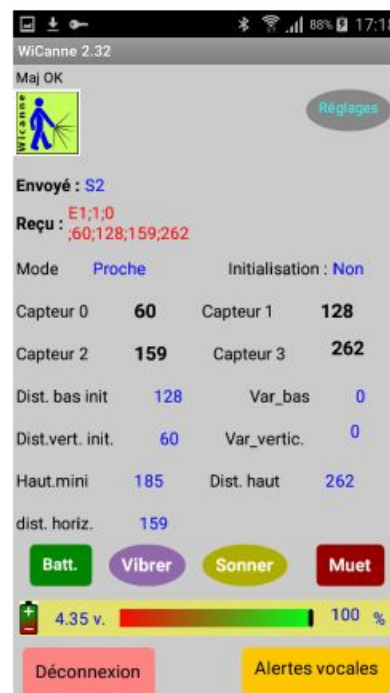 88% 17:18
WiCanne 2.32
Maj OK
Wicanne
Réglages
Envoyé : S2
Reçu : E1;1;0
;60;128;159;262
Mode Proche Initialisation : Non
Capteur 0 60 Capteur 1 128
Capteur 2 159 Capteur 3 262
Dist. bas init 128 Var_bas 0
Dist.vert. init. 60 Var_vertic. 0
Haut.mini 185 Dist. haut 262
dist. horiz. 159
Batt. Vibrer Sonner Muet
+ − 4.35 v. 100 %
Déconnexion Alertes vocales